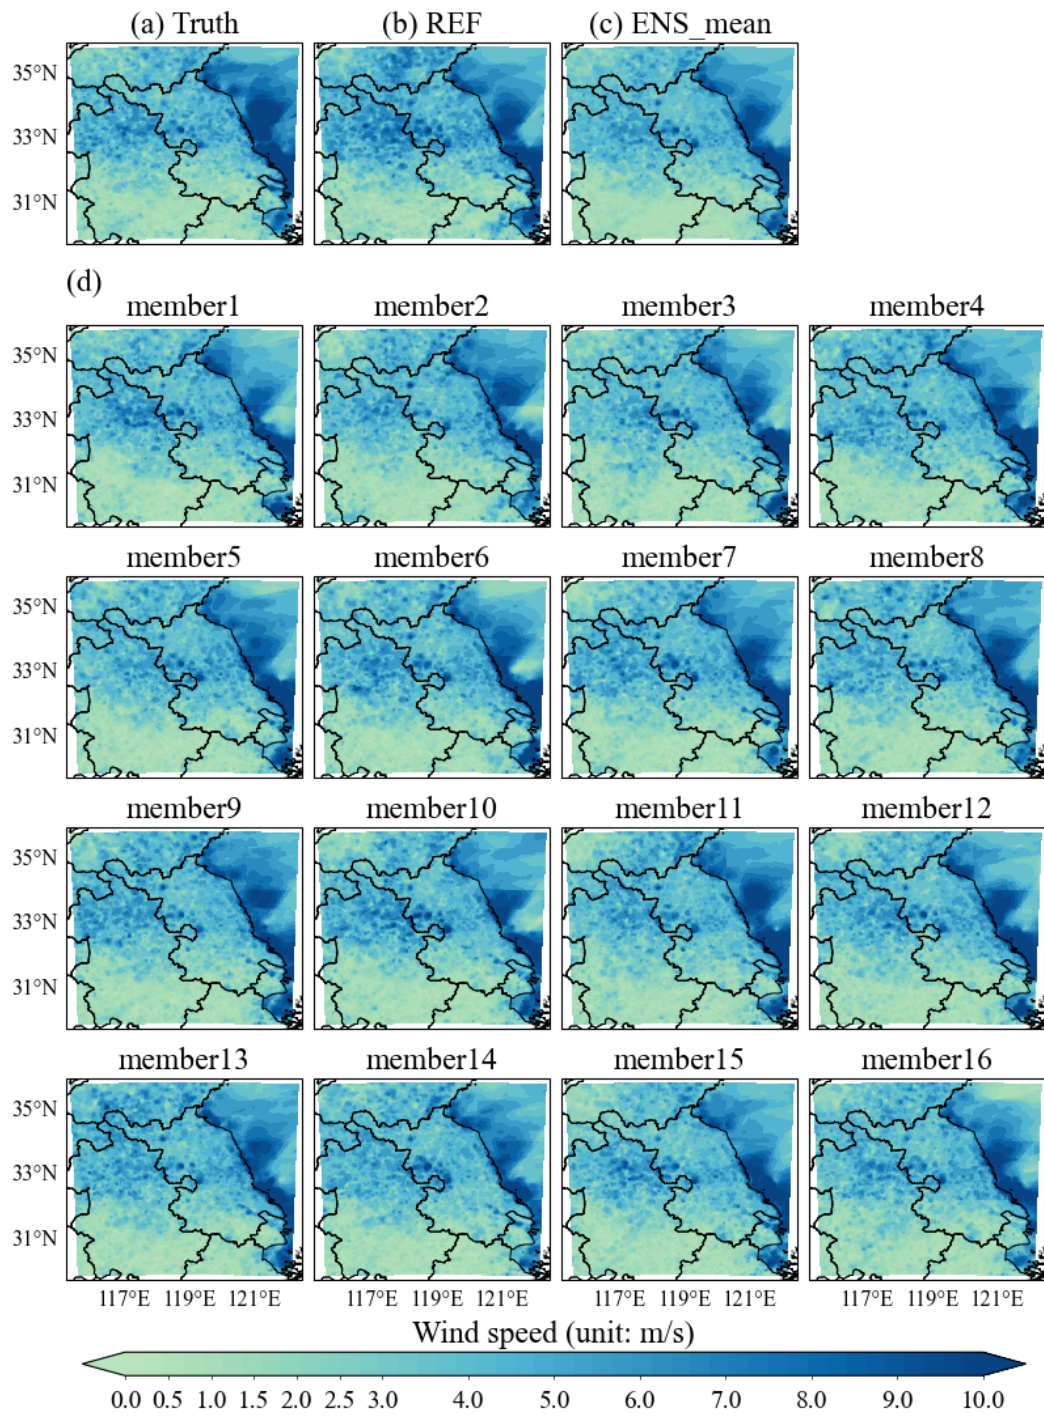 (a) Truth (b) REF (c) ENS_mean
35°N
33°N
31°N
(d)
member1 member2 member3 member4
35°N
33°N
31°N
member5 member6 member7 member8
35°N
33°N
31°N
member9 member10 member11 member12
35°N
33°N
31°N
member13 member14 member15 member16
35°N
33°N
31°N
117°E 119°E 121°E 117°E 119°E 121°E 117°E 119°E 121°E 117°E 119°E 121°E
Wind speed (unit: m/s)
0.0 0.5 1.0 1.5 2.0 2.5 3.0 4.0 5.0 6.0 7.0 8.0 9.0 10.0